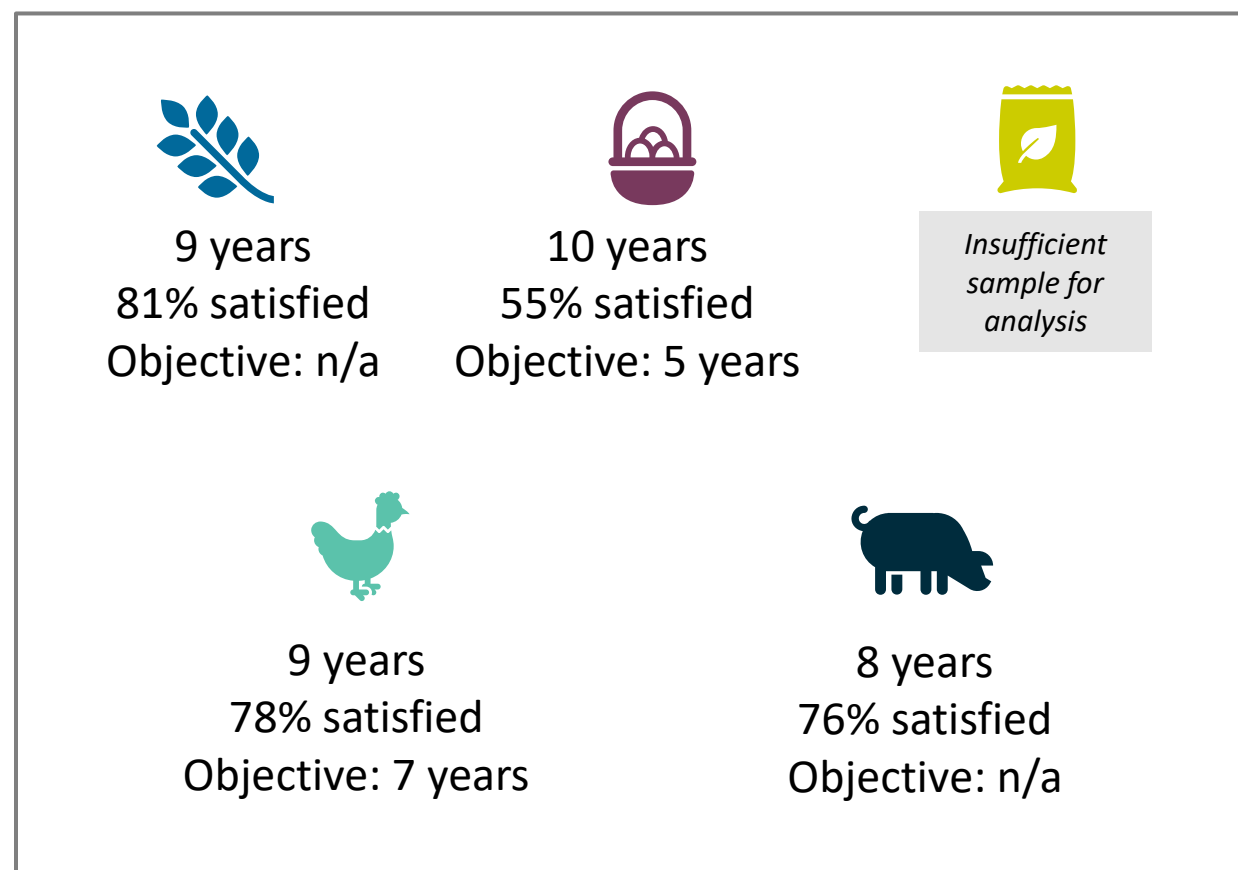 9 years
81% satisfied
Objective: n/a
10 years
55% satisfied
Objective: 5 years
Insufficient
sample for
analysis
9 years
78% satisfied
Objective: 7 years
8 years
76% satisfied
Objective: n/a